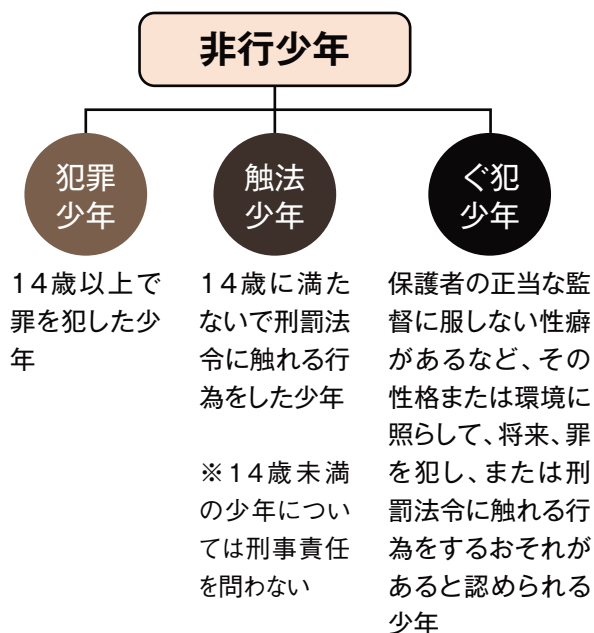 非行少年
犯罪
少年
14歳以上で
罪を犯した少
年
触法
少年
14歳に満た
ないで刑罰法
令に触れる行
為をした少年
※14歳未満
の少年につい
ては刑事責任
を問わない
ぐ犯
少年
保護者の正当な監
督に服しない性癖
があるなど、その
性格または環境に
照らして、将来、罪
を犯し、または刑
罰法令に触れる行
為をするおそれが
あると認められる
少年